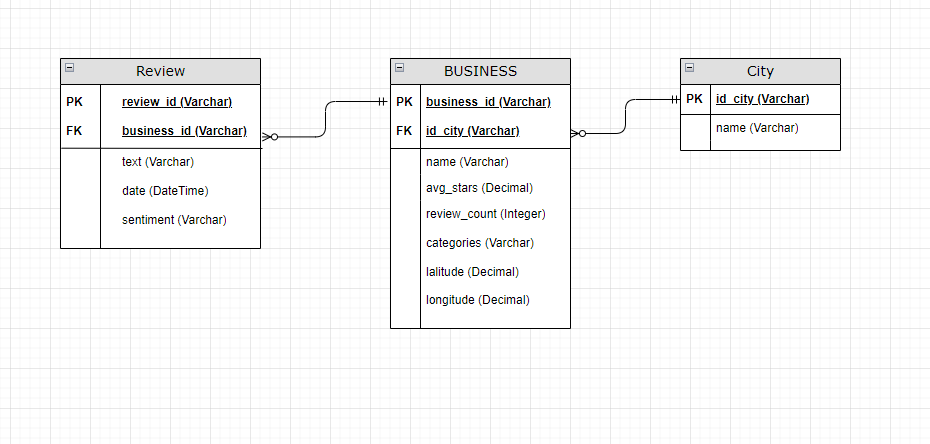 Review
PK review_id (Varchar)
FK business_id (Varchar)
text (Varchar)
date (DateTime)
sentiment (Varchar)
BUSINESS
PK business_id (Varchar)
FK id_city (Varchar)
name (Varchar)
avg_stars (Decimal)
review_count (Integer)
categories (Varchar)
lalitude (Decimal)
longitude (Decimal)
City
PK id_city (Varchar)
name (Varchar)